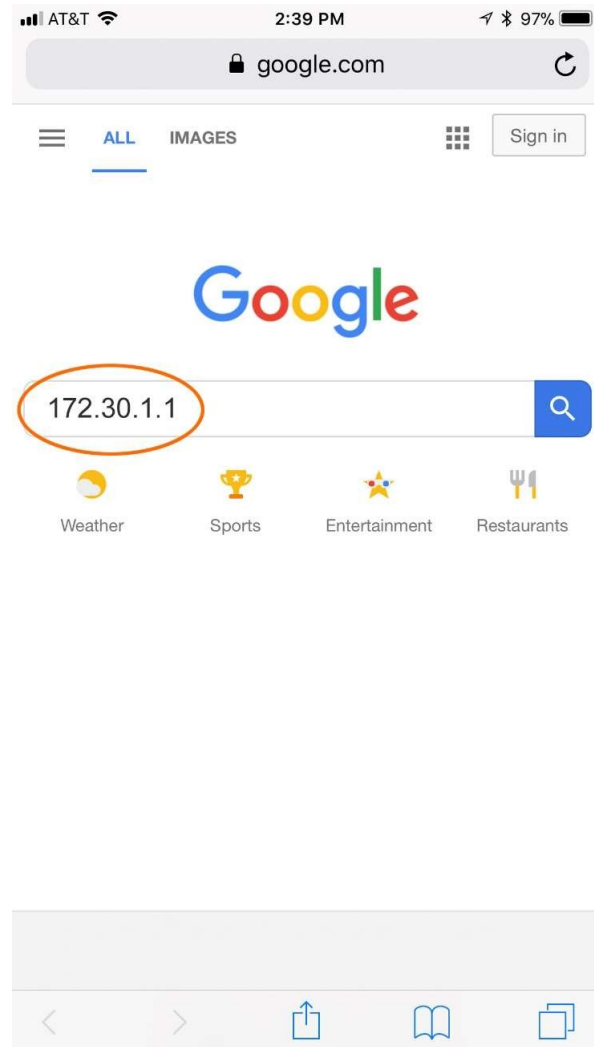 AT&T 2:39 PM 97%
google.com
ALL IMAGES Sign in
Google
172.30.1.1
Weather Sports Entertainment Restaurants